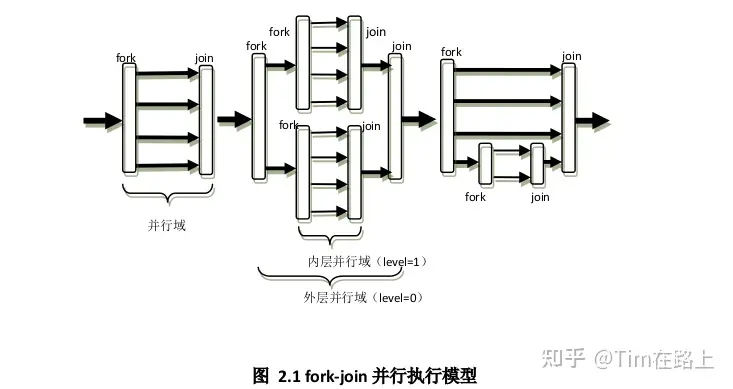 fork
join
fork
fork
join
join
fork
join
fork
join
fork
join
并行域
内层并行域（level=1）
外层并行域（level=0）
图 2.1 fork-join 并行执行模型
知乎 @Tim在路上